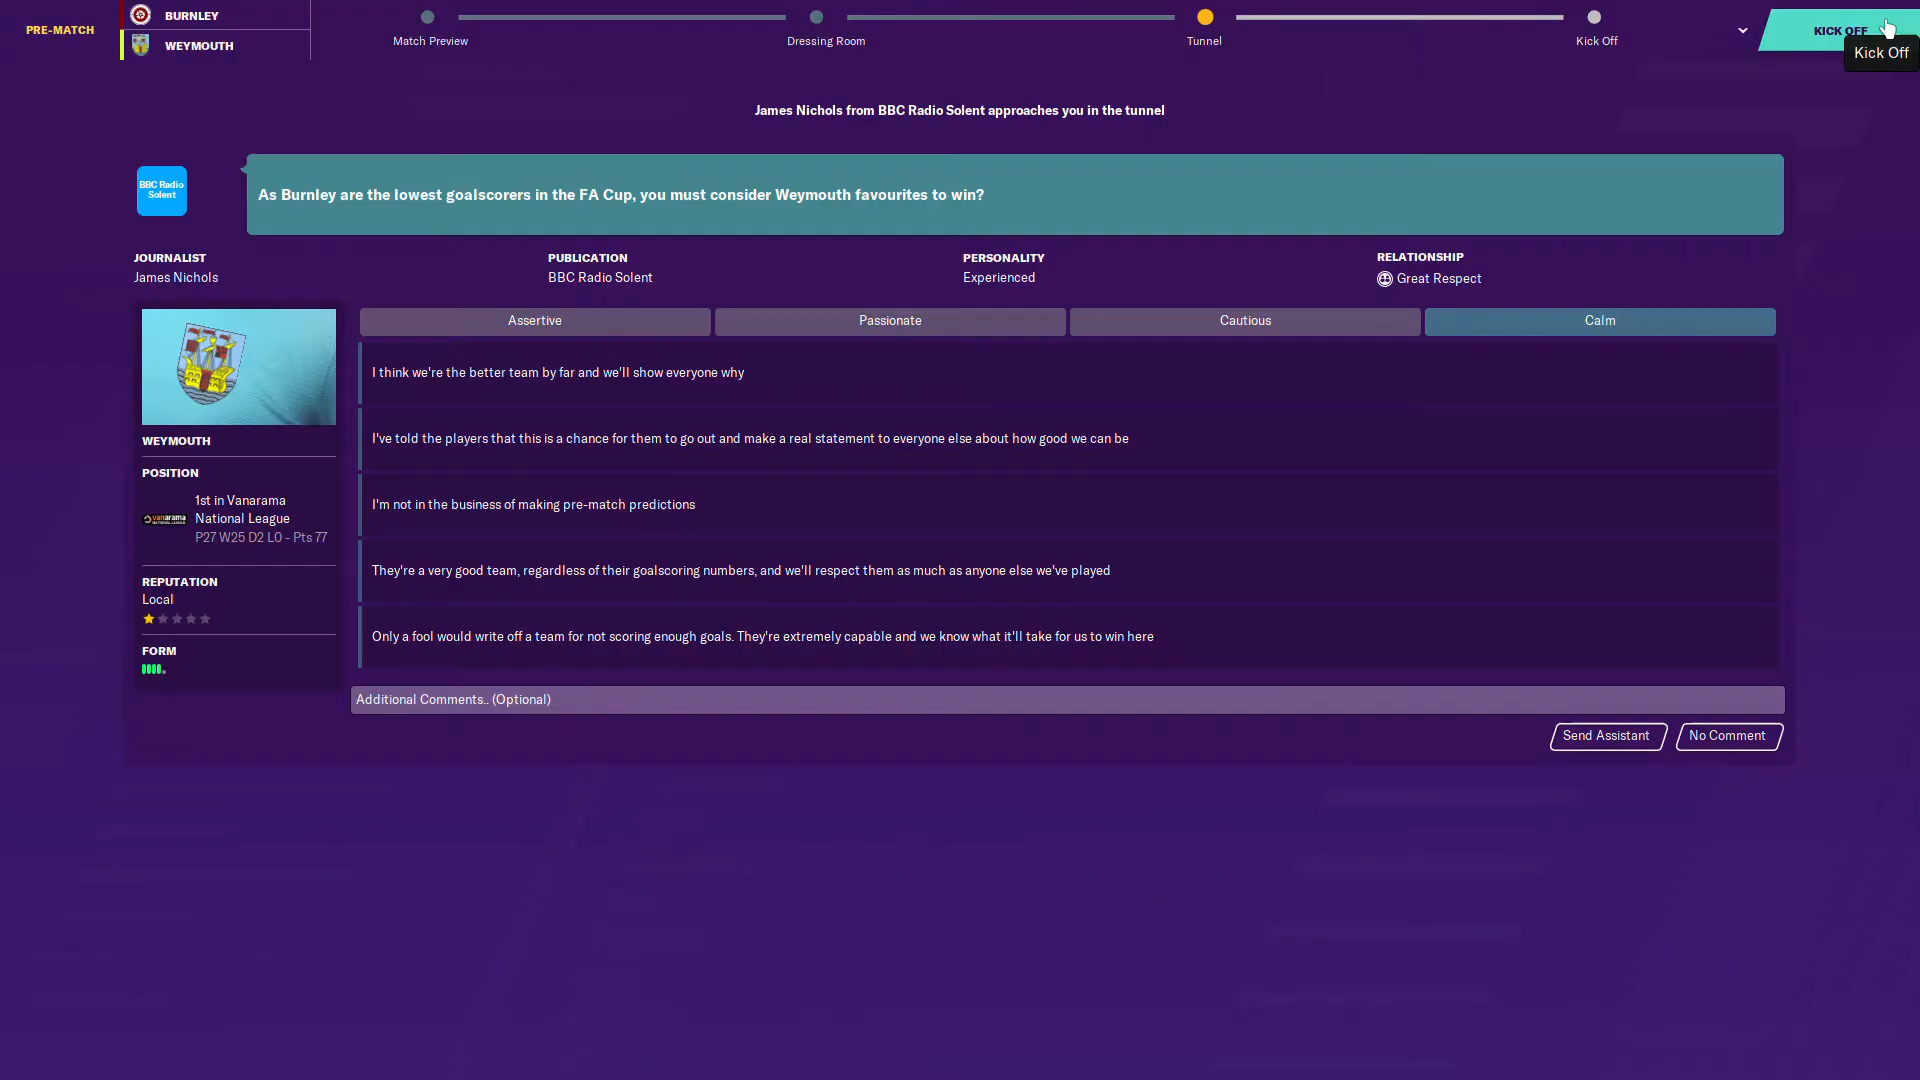 PRE-MATCH
BURNLEY
WEYMOUTH
Match Preview
Dressing Room
Tunnel
Kick Off
KICK OFF
Kick Off
James Nichols from BBC Radio Solent approaches you in the tunnel
BBC Radio
Solent
As Burnley are the lowest goalscorers in the FA Cup, you must consider Weymouth favourites to win?
JOURNALIST
James Nichols
PUBLICATION
BBC Radio Solent
PERSONALITY
Experienced
RELATIONSHIP
Great Respect
Assertive
Passionate
Cautious
Calm
I think we're the better team by far and we'll show everyone why
I've told the players that this is a chance for them to go out and make a real statement to everyone else about how good we can be
I'm not in the business of making pre-match predictions
They're a very good team, regardless of their goalscoring numbers, and we'll respect them as much as anyone else we've played
Only a fool would write off a team for not scoring enough goals. They're extremely capable and we know what it'll take for us to win here
WEYMOUTH
POSITION
vanarama
NATIONAL LEAGUE
1st in Vanarama
National League
P27 W25 D2 L0 - Pts 77
REPUTATION
Local
FORM
Additional Comments.. (Optional)
Send Assistant
No Comment